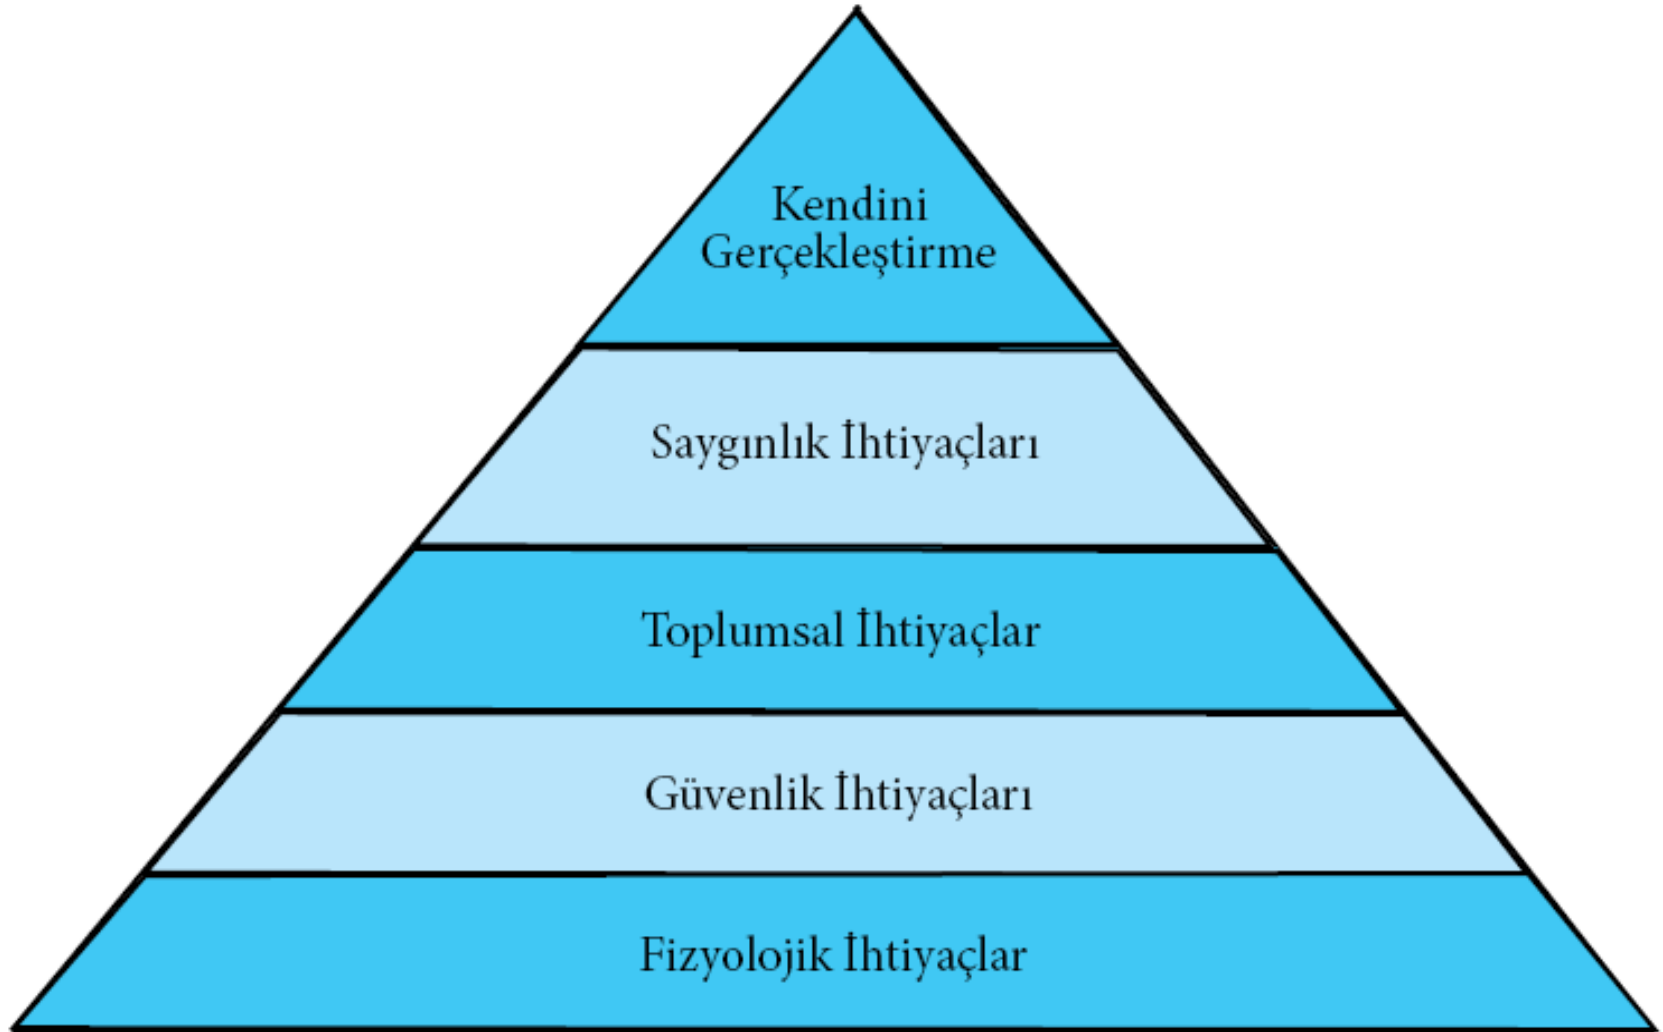 Kendini
Gerçekleştirme
Saygınlık İhtiyaçları
Toplumsal İhtiyaçlar
Güvenlik İhtiyaçları
Fizyolojik İhtiyaçlar